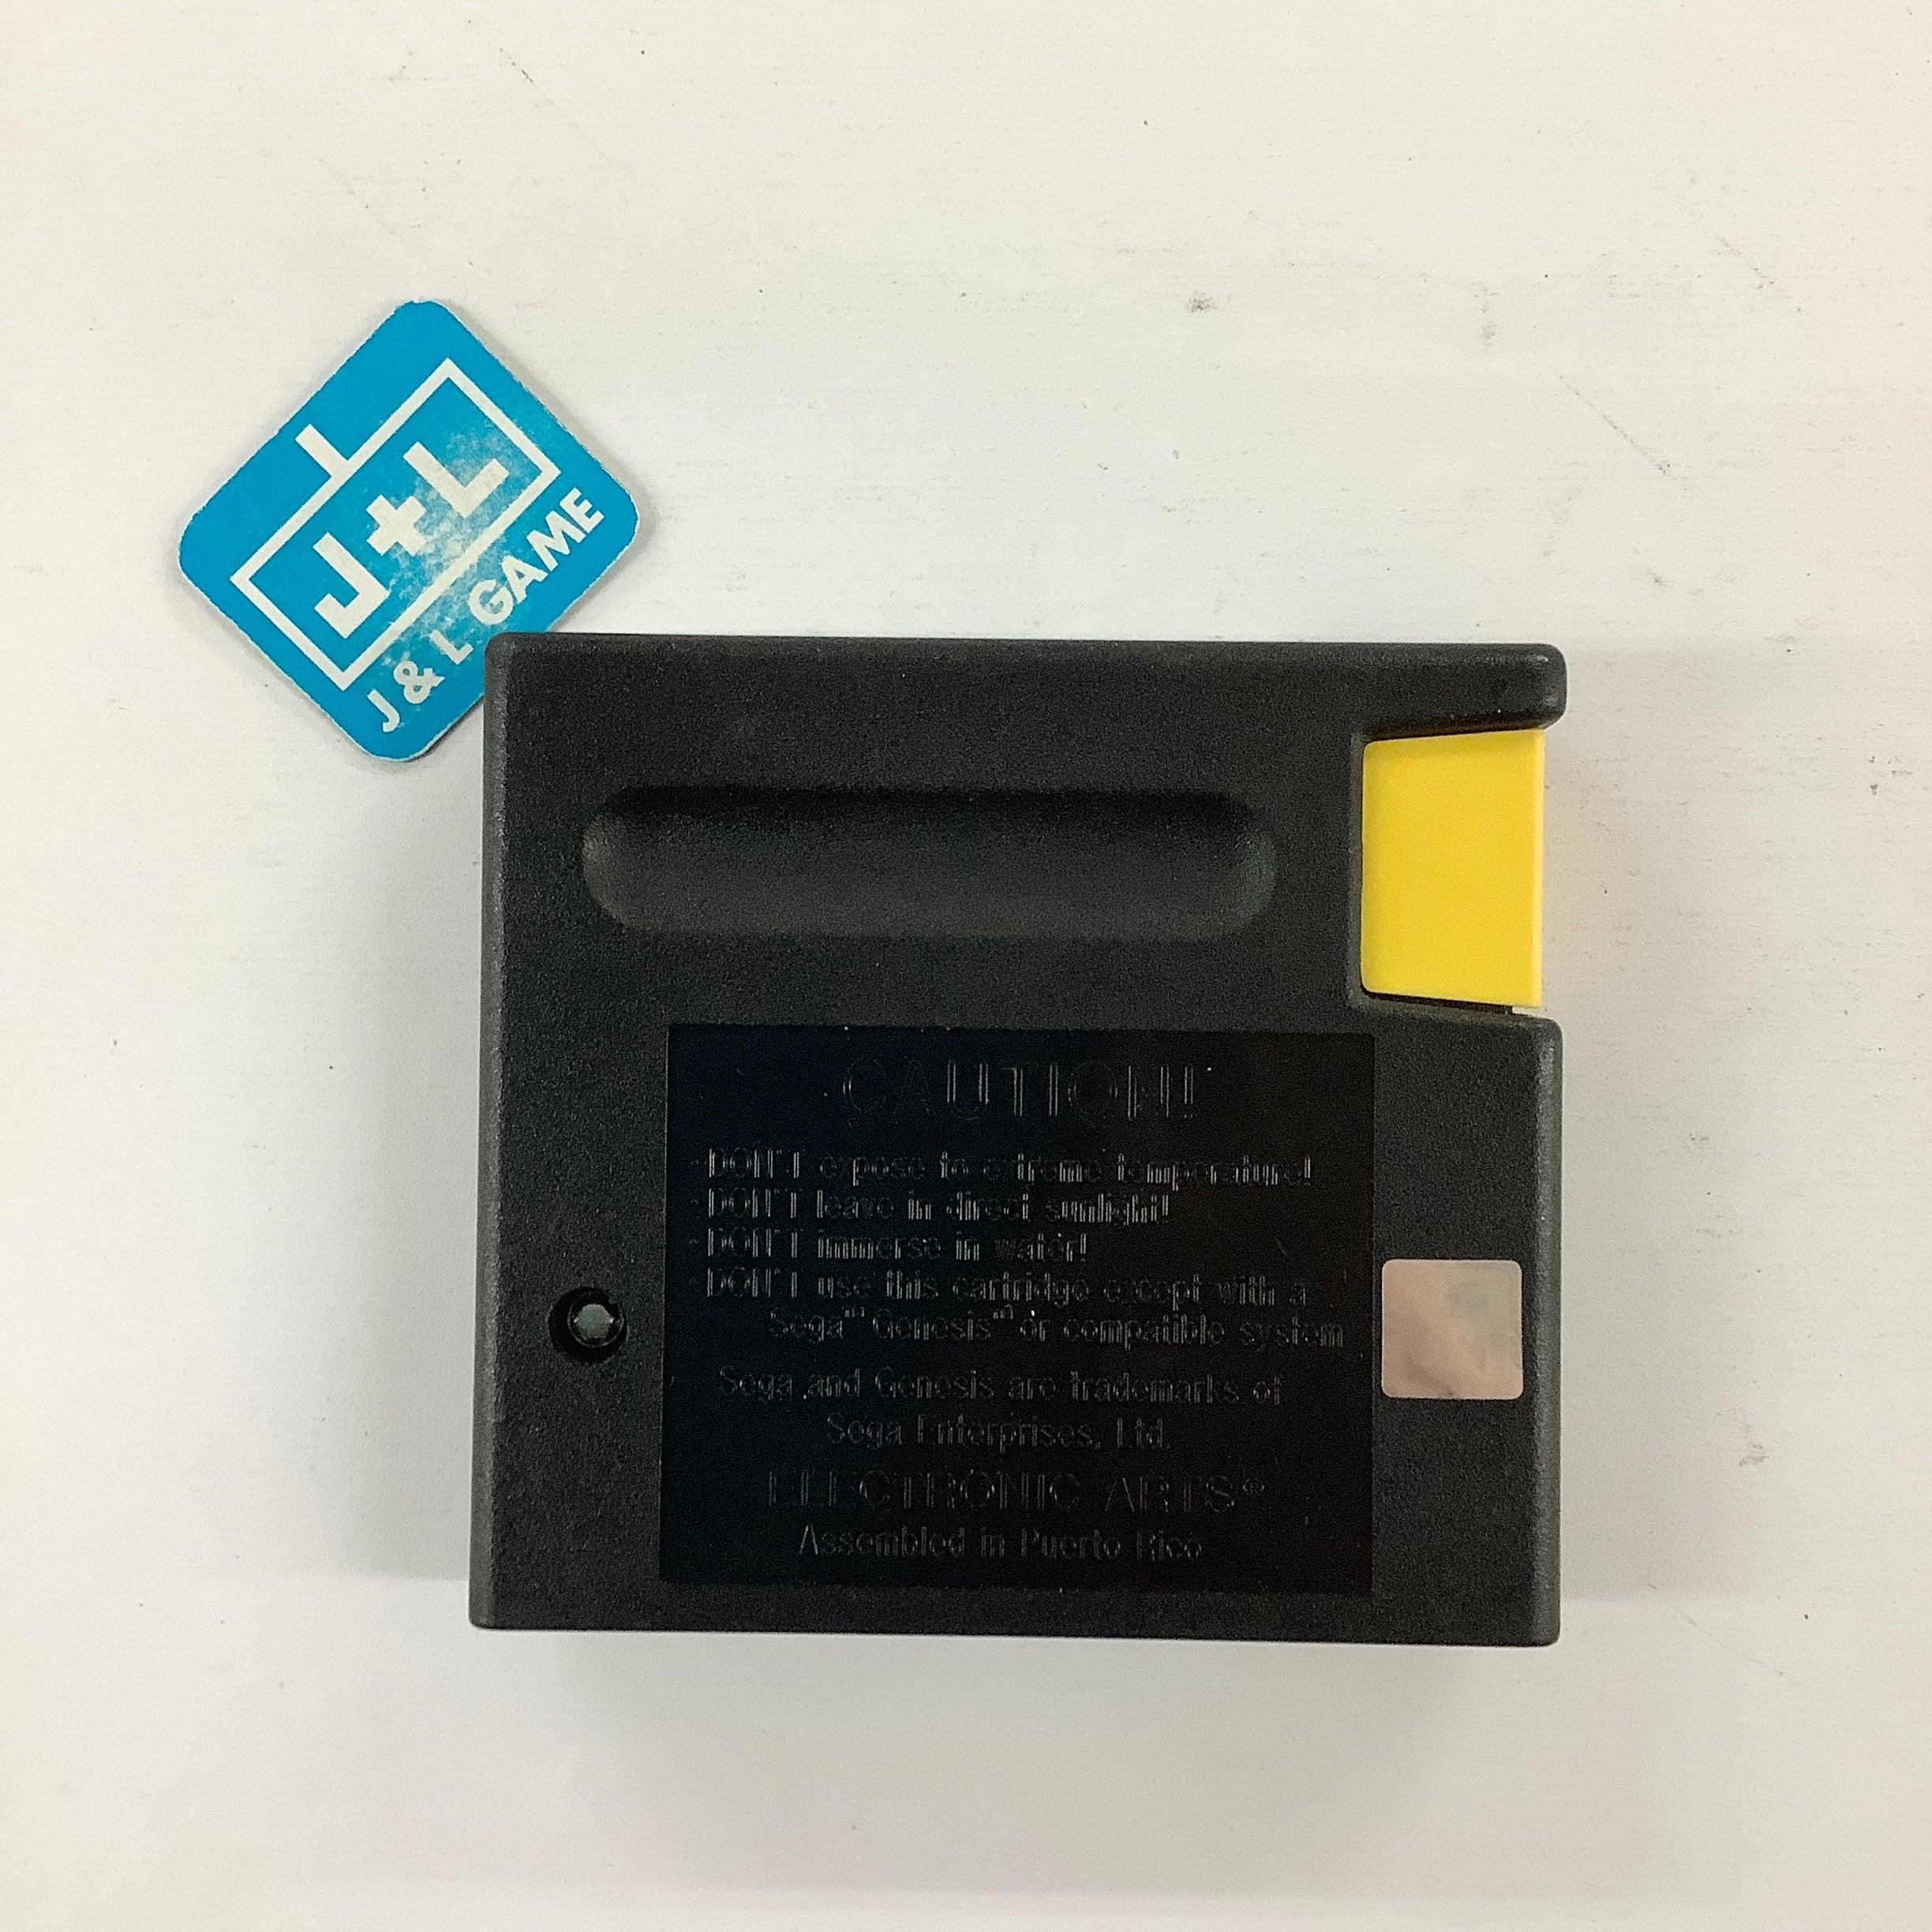 J+L
J & L GAME
CAUTION!
·DON'T expose to extreme temperature!
·DON'T leave in direct sunlight!
·DON'T immerse in water!
·DON'T use this cartridge except with a
Sega™ Genesis™ or compatible system
Sega and Genesis are trademarks of
Sega Enterprises, Ltd.
ELECTRONIC ARTS®
Assembled in Puerto Rico